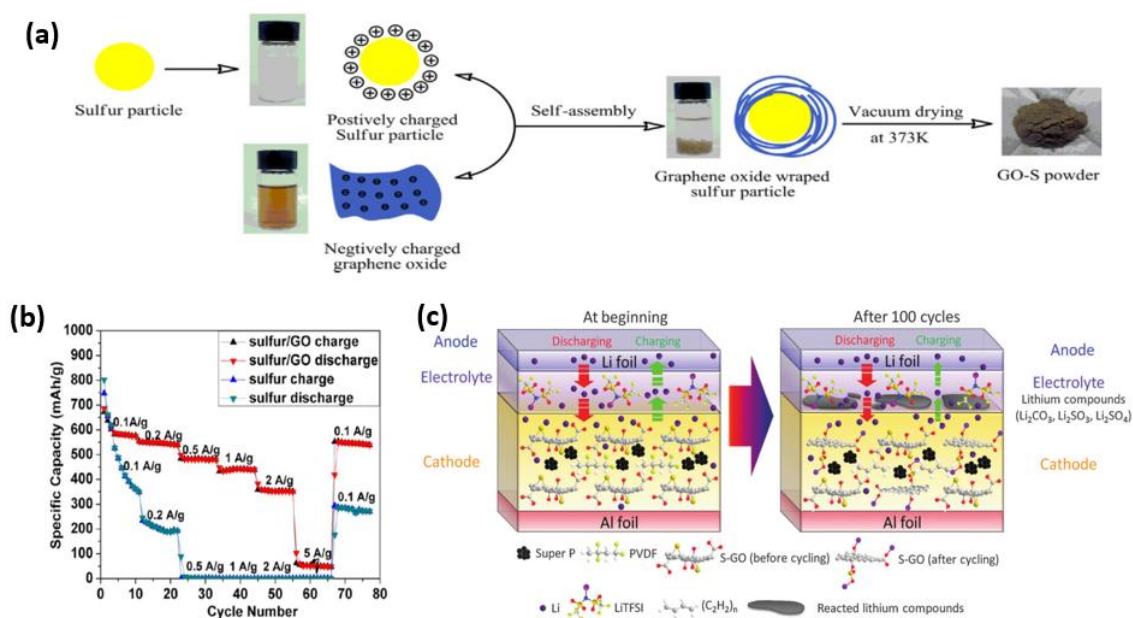 (a)
Sulfur particle
Postively charged
Sulfur particle
Negtively charged
graphene oxide
Self-assembly
Graphene oxide wraped
sulfur particle
Vacuum drying
at 373K
GO-S powder
(b)
Specific Capacity (mAh/g)
1000
900
800
700
600
500
400
300
200
100
0
sulfur/GO charge
sulfur/GO discharge
sulfur charge
sulfur discharge
0.1A/g
0.2 A/g
0.5 A/g
1 A/g
2 A/g
5 A/g
0.1 A/g
0.1 A/g
0.2 A/g
0.5 A/g 1 A/g 2 A/g
0.1 A/g
0 10 20 30 40 50 60 70 80
Cycle Number
(c)
At beginning
Anode
Electrolyte
Cathode
Discharging Charging
Li foil
Al foil
After 100 cycles
Discharging Charging
Li foil
Al foil
Anode
Electrolyte
Lithium compounds
(Li₂CO₃, Li₂SO₃, Li₂SO₄)
Cathode
Super P PVDF S-GO (before cycling) S-GO (after cycling)
Li LiTFSI (C₂H₂)n Reacted lithium compounds